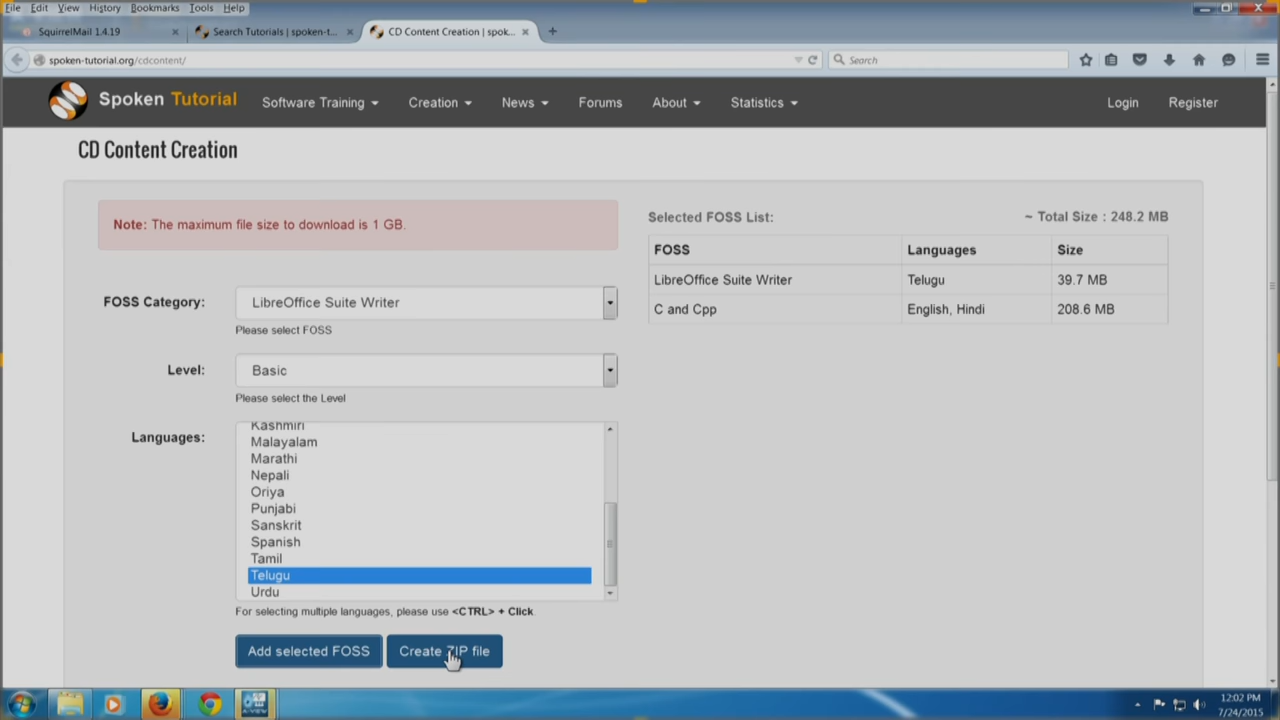 File Edit View History Bookmarks Tools Help
SquirrelMail 1.4.19
Search Tutorials | spoken-t...
CD Content Creation | spok...
spoken-tutorial.org/cdcontent/
Search
Spoken Tutorial
Software Training
Creation
News
Forums
About
Statistics
Login
Register
CD Content Creation
Note: The maximum file size to download is 1 GB.
FOSS Category:
LibreOffice Suite Writer
Please select FOSS
Level:
Basic
Please select the Level
Languages:
Kashmiri
Malayalam
Marathi
Nepali
Oriya
Punjabi
Sanskrit
Spanish
Tamil
Telugu
Urdu
For selecting multiple languages, please use <CTRL> + Click
Add selected FOSS
Create ZIP file
Selected FOSS List:
~ Total Size : 248.2 MB
FOSS Languages Size
LibreOffice Suite Writer Telugu 39.7 MB
C and Cpp English, Hindi 208.6 MB
12:02 PM
7/24/2015